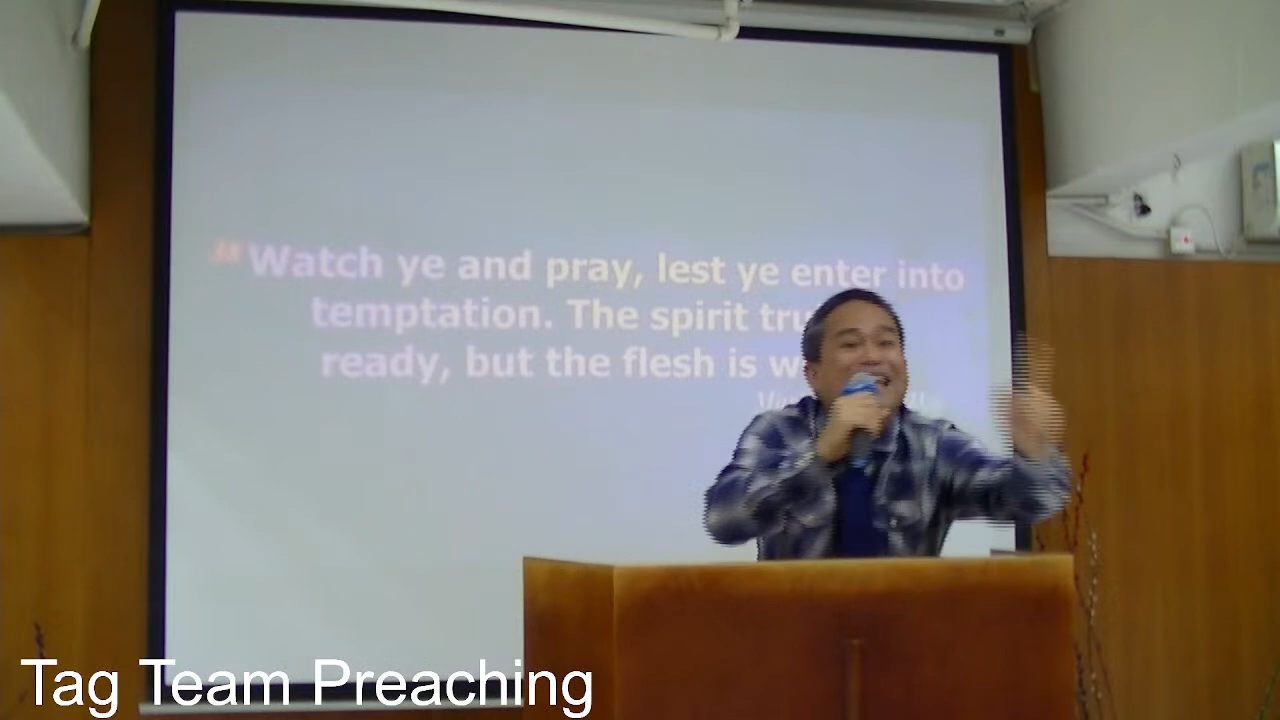 "Watch ye and pray, lest ye enter into
temptation. The spirit tru
ready, but the flesh is w
Tag Team Preaching